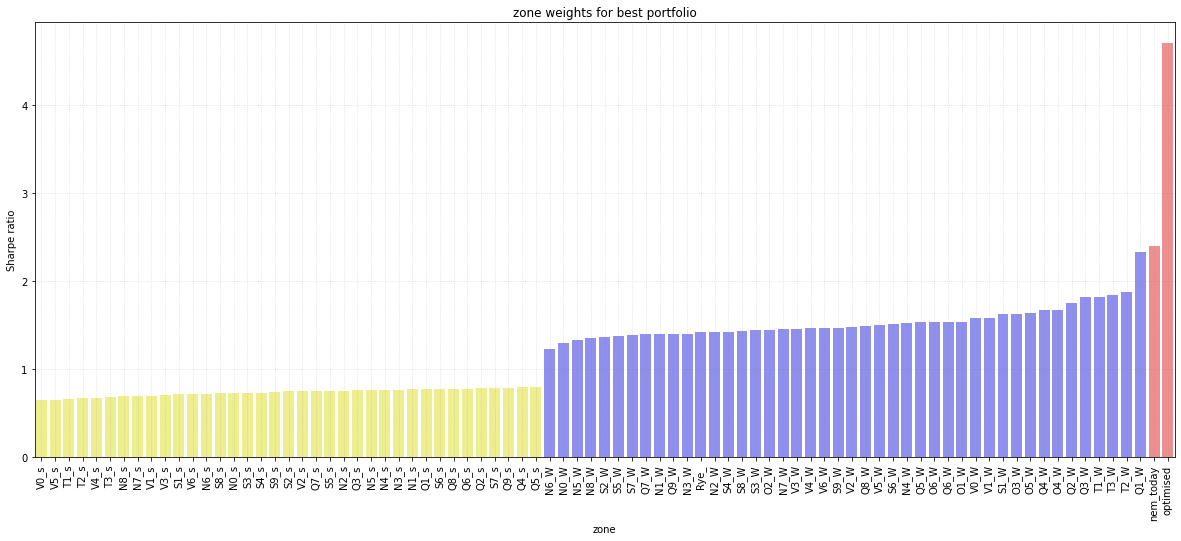 zone weights for best portfolio
Sharpe ratio
4
3
2
1
0
V0_s
V5_s
T1_s
T2_s
V4_s
T3_s
N8_s
N7_s
V1_s
V3_s
S1_s
V6_s
N6_s
S8_s
N0_s
S3_s
S4_s
S9_s
S2_s
V2_s
Q7_s
S5_s
N2_s
Q3_s
N5_s
N4_s
N3_s
N1_s
Q1_s
S6_s
Q8_s
Q6_s
Q2_s
S7_s
Q9_s
Q4_s
Q5_s
N6_W
N0_W
N5_W
N8_W
S2_W
S5_W
S7_W
Q7_W
N1_W
Q9_W
N3_W
Rye_
N2_W
S4_W
S8_W
S3_W
O2_W
N7_W
V3_W
V4_W
V6_W
S9_W
V2_W
Q8_W
V5_W
S6_W
N4_W
Q5_W
O6_W
Q6_W
O1_W
V0_W
V1_W
S1_W
O3_W
O5_W
Q4_W
O4_W
Q2_W
Q3_W
T1_W
T3_W
T2_W
Q1_W
nem_today
optimised
zone